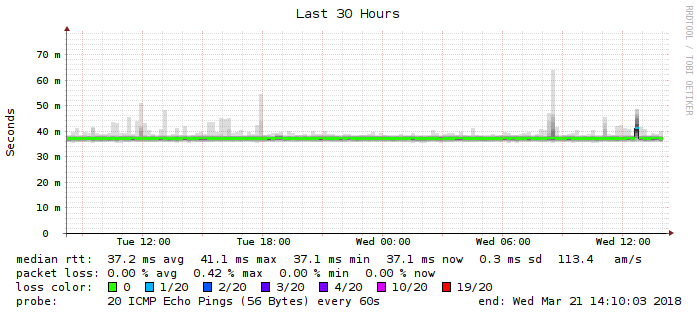 Last 30 Hours
RRDTOOL / TOBI OETIKER
Seconds
70 m
60 m
50 m
40 m
30 m
20 m
10 m
0
Tue 12:00 Tue 18:00 Wed 00:00 Wed 06:00 Wed 12:00
median rtt: 37.2 ms avg 41.1 ms max 37.1 ms min 37.1 ms now 0.3 ms sd 113.4 am/s
packet loss: 0.00 % avg 0.42 % max 0.00 % min 0.00 % now
loss color: 0 1/20 2/20 3/20 4/20 10/20 19/20
probe: 20 ICMP Echo Pings (56 Bytes) every 60s end: Wed Mar 21 14:10:03 2018